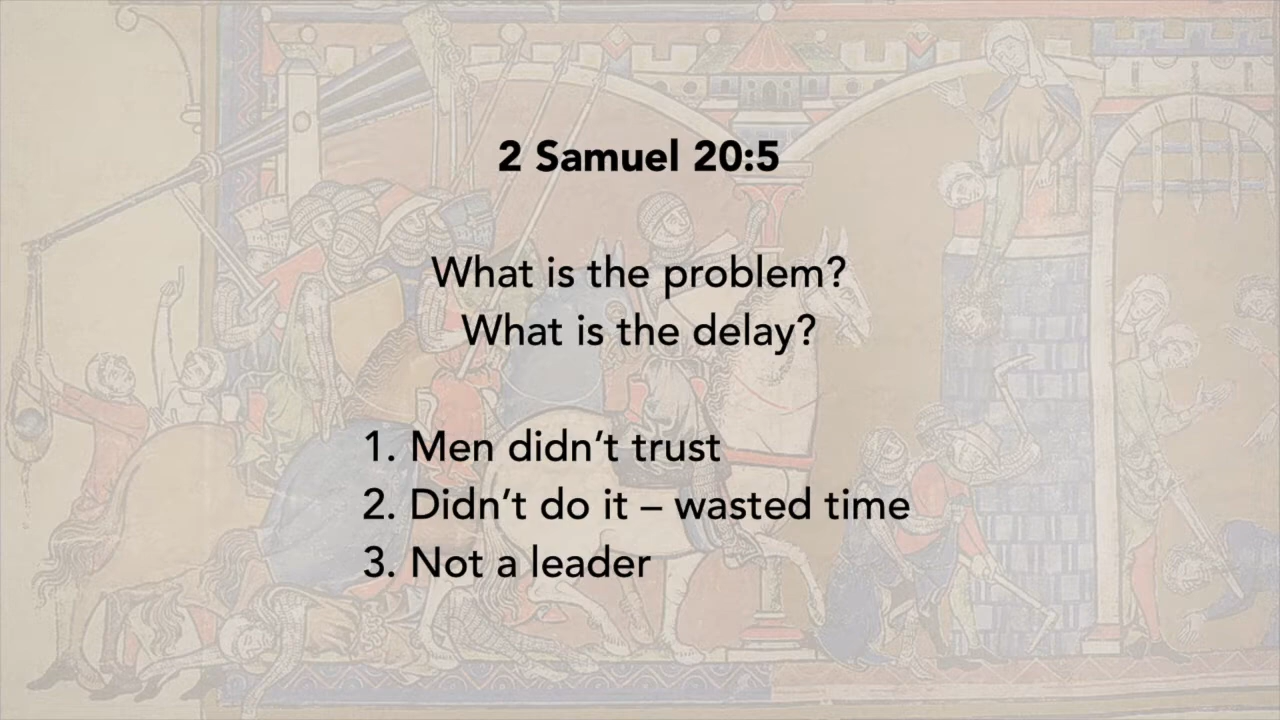 2 Samuel 20:5
What is the problem?
What is the delay?
1. Men didn’t trust
2. Didn’t do it – wasted time
3. Not a leader